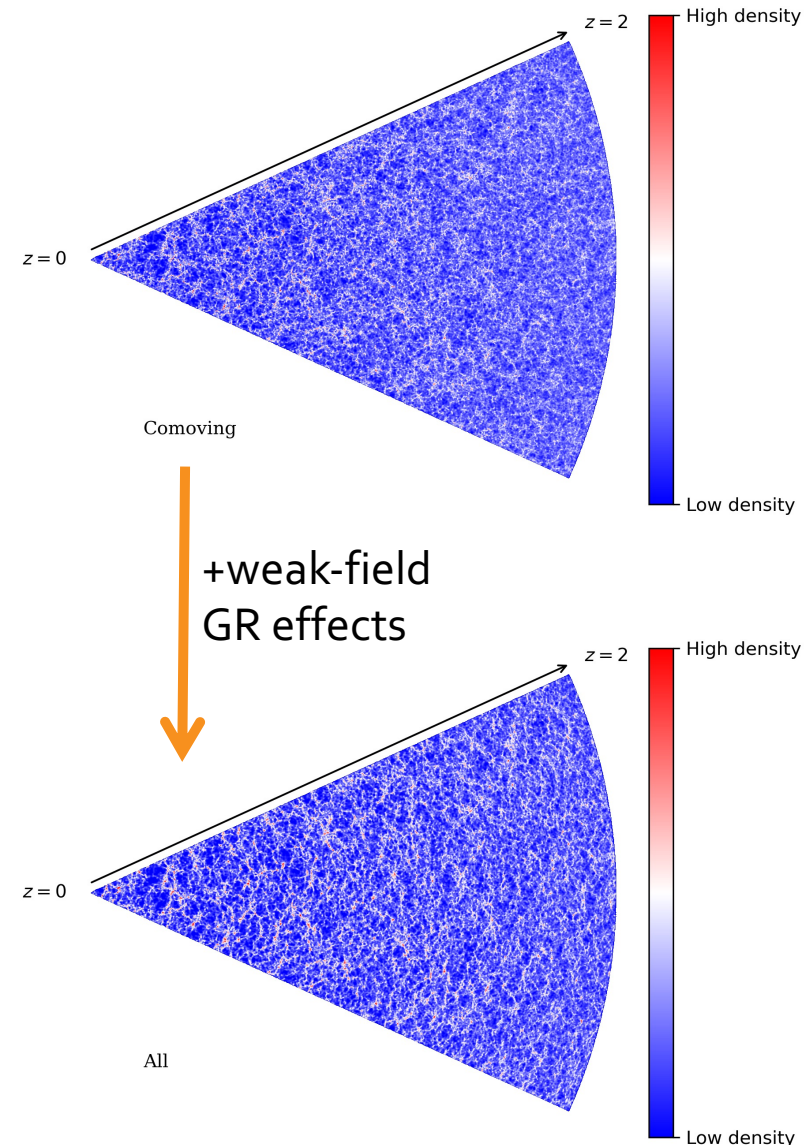 z = 2
High density
z = 0
Comoving
Low density
+weak-field
GR effects
z = 2
High density
z = 0
All
Low density